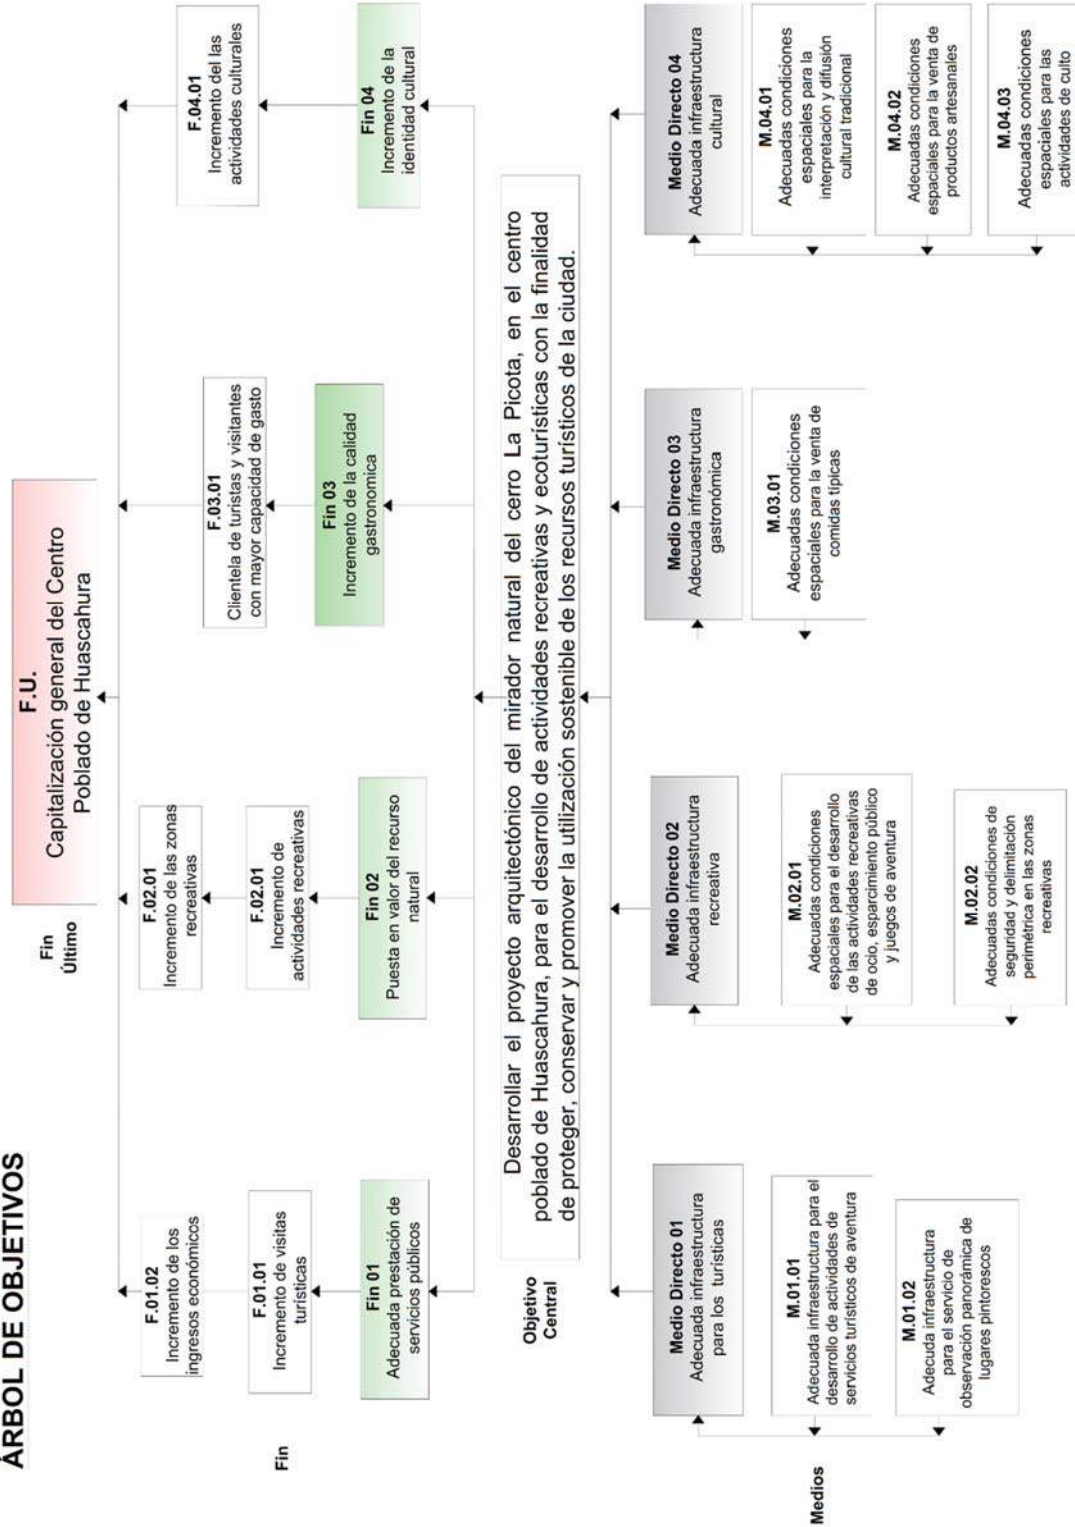 ÁRBOL DE OBJETIVOS
Fin
Último
F.U.
Capitalización general del Centro
Poblado de Huascahura
Fin
F.01.02
Incremento de los
ingresos económicos
F.01.01
Incremento de visitas
turísticas
Fin 01
Adecuada prestación de
servicios públicos
F.02.01
Incremento de las zonas
recreativas
F.02.01
Incremento de
actividades recreativas
Fin 02
Puesta en valor del recurso
natural
F.03.01
Clientela de turistas y visitantes
con mayor capacidad de gasto
Fin 03
Incremento de la calidad
gastronomica
F.04.01
Incremento del las
actividades culturales
Fin 04
Incremento de la
identidad cultural
Objetivo
Central
Desarrollar el proyecto arquitectónico del mirador natural del cerro La Picota, en el centro
poblado de Huascahura, para el desarrollo de actividades recreativas y ecoturísticas con la finalidad
de proteger, conservar y promover la utilización sostenible de los recursos turísticos de la ciudad.
Medios
Medio Directo 01
Adecuada infraestructura
para los turísticas
M.01.01
Adecuada infraestructura para el
desarrollo de actividades de
servicios turísticos de aventura
M.01.02
Adecuda infraestructura
para el servicio de
observación panorámica de
lugares pintorescos
Medio Directo 02
Adecuada infraestructura
recreativa
M.02.01
Adecuadas condiciones
espaciales para el desarrollo
de las actividades recreativas
de ocio, esparcimiento público
y juegos de aventura
M.02.02
Adecuadas condiciones de
seguridad y delimitación
perimétrica en las zonas
recreativas
Medio Directo 03
Adecuada infraestructura
gastronómica
M.03.01
Adecuadas condiciones
espaciales para la venta de
comidas típicas
Medio Directo 04
Adecuada infraestructura
cultural
M.04.01
Adecuadas condiciones
espaciales para la
interpretación y difusión
cultural tradicional
M.04.02
Adecuadas condiciones
espaciales para la venta de
productos artesanales
M.04.03
Adecuadas condiciones
espaciales para las
actividades de culto